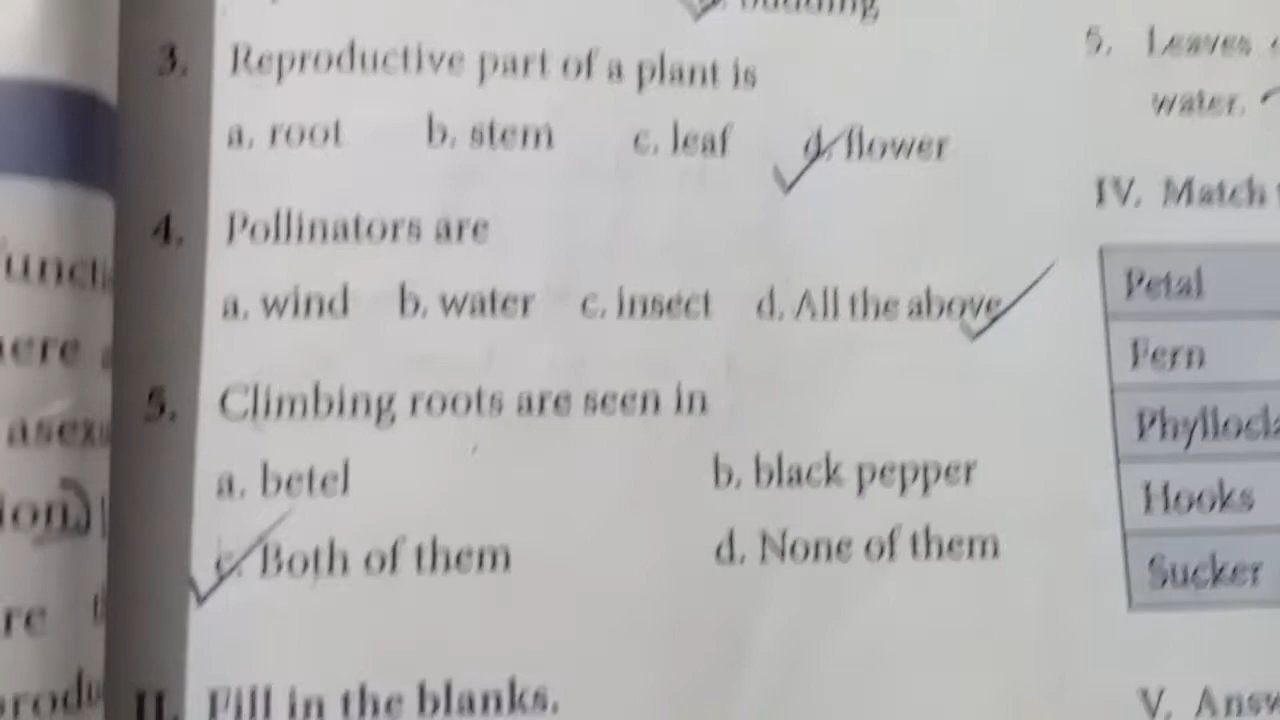 budding
3. Reproductive part of a plant is
a. root b. stem c. leaf d. flower
4. Pollinators are
a. wind b. water c. insect d. All the above
5. Climbing roots are seen in
a. betel b. black pepper
c. Both of them d. None of them
II. Fill in the blanks.
5. Leaves
water.
IV. Match
Petal
Fern
Phyllocla
Hooks
Sucker
V. Answ